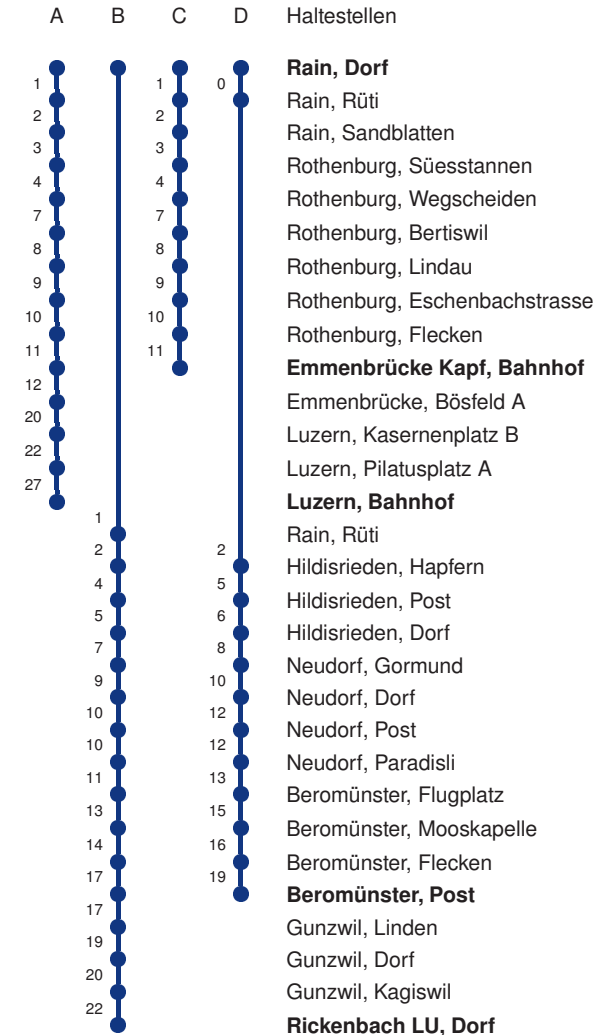 A B C D Haltestellen
Rain, Dorf
1 1 0
Rain, Rüti
2 2
Rain, Sandblatten
3 3
Rothenburg, Süesstannen
4 4
Rothenburg, Wegscheiden
7 7
Rothenburg, Bertiswil
8 8
Rothenburg, Lindau
9 9
Rothenburg, Eschenbachstrasse
10 10
Rothenburg, Flecken
11 11
Emmenbrücke Kapf, Bahnhof
12
Emmenbrücke, Bösfeld A
20
Luzern, Kasernenplatz B
22
Luzern, Pilatusplatz A
27
Luzern, Bahnhof
1
Rain, Rüti
2 2
Hildisrieden, Hapfern
4 5
Hildisrieden, Post
5 6
Hildisrieden, Dorf
7 8
Neudorf, Gormund
9 10
Neudorf, Dorf
10 12
Neudorf, Post
10 12
Neudorf, Paradisli
11 13
Beromünster, Flugplatz
13 15
Beromünster, Mooskapelle
14 16
Beromünster, Flecken
17 19
Beromünster, Post
17
Gunzwil, Linden
19
Gunzwil, Dorf
20
Gunzwil, Kagiswil
22
Rickenbach LU, Dorf